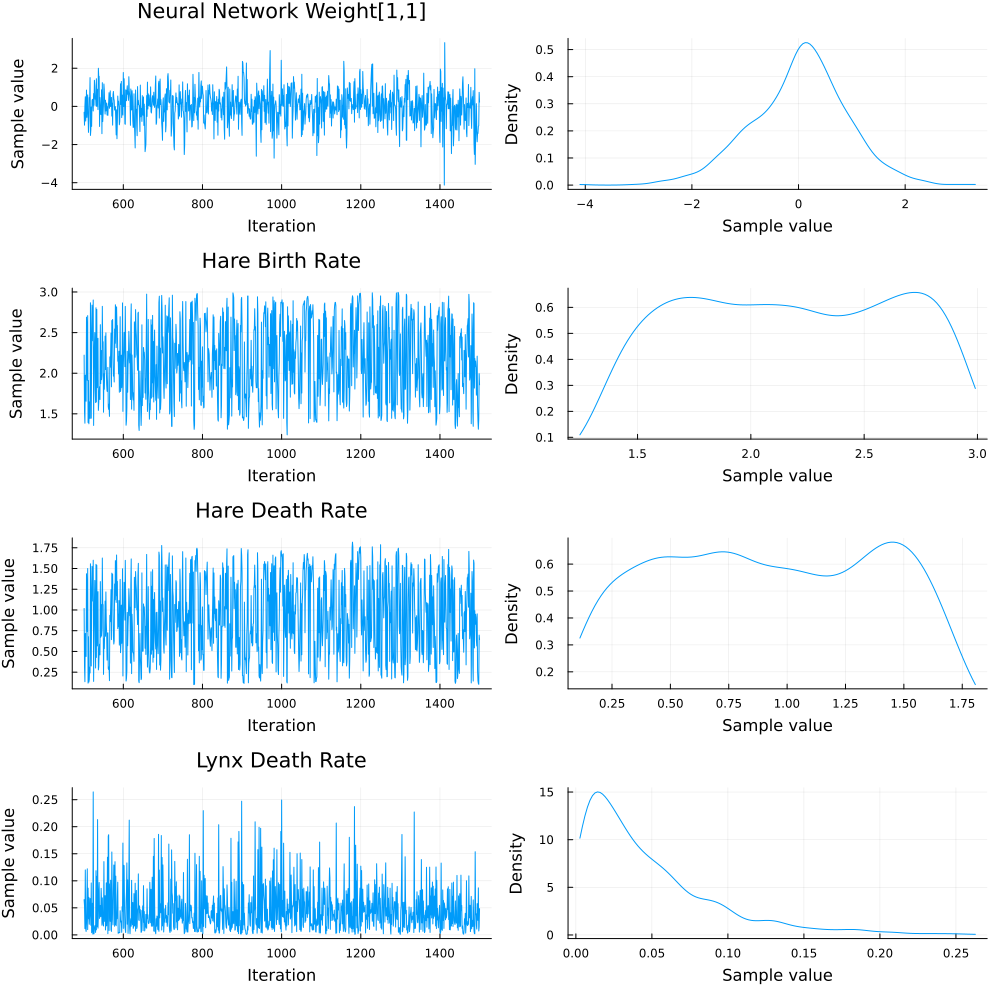 Neural Network Weight[1,1]
Sample value
2
0
−2
−4
600 800 1000 1200 1400
Iteration
Density
0.5
0.4
0.3
0.2
0.1
0.0
−4 −2 0 2
Sample value
Hare Birth Rate
Sample value
3.0
2.5
2.0
1.5
600 800 1000 1200 1400
Iteration
Density
0.6
0.5
0.4
0.3
0.2
0.1
1.5 2.0 2.5 3.0
Sample value
Hare Death Rate
Sample value
1.75
1.50
1.25
1.00
0.75
0.50
0.25
600 800 1000 1200 1400
Iteration
Density
0.6
0.5
0.4
0.3
0.2
0.25 0.50 0.75 1.00 1.25 1.50 1.75
Sample value
Lynx Death Rate
Sample value
0.25
0.20
0.15
0.10
0.05
0.00
600 800 1000 1200 1400
Iteration
Density
15
10
5
0
0.00 0.05 0.10 0.15 0.20 0.25
Sample value